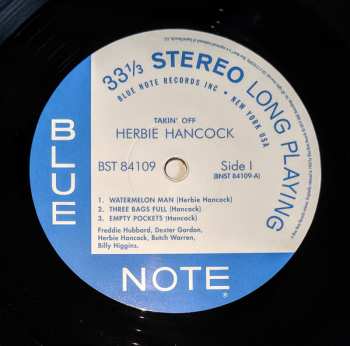 33 1/3 STEREO LONG PLAYING
BLUE NOTE RECORDS INC • NEW YORK USA
TAKIN' OFF
HERBIE HANCOCK
BST 84109
Side I
(BNST 84109-A)
1. WATERMELON MAN (Herbie Hancock)
2. THREE BAGS FULL (Hancock)
3. EMPTY POCKETS (Hancock)
Freddie Hubbard, Dexter Gordon,
Herbie Hancock, Butch Warren,
Billy Higgins.
BLUE
NOTE®